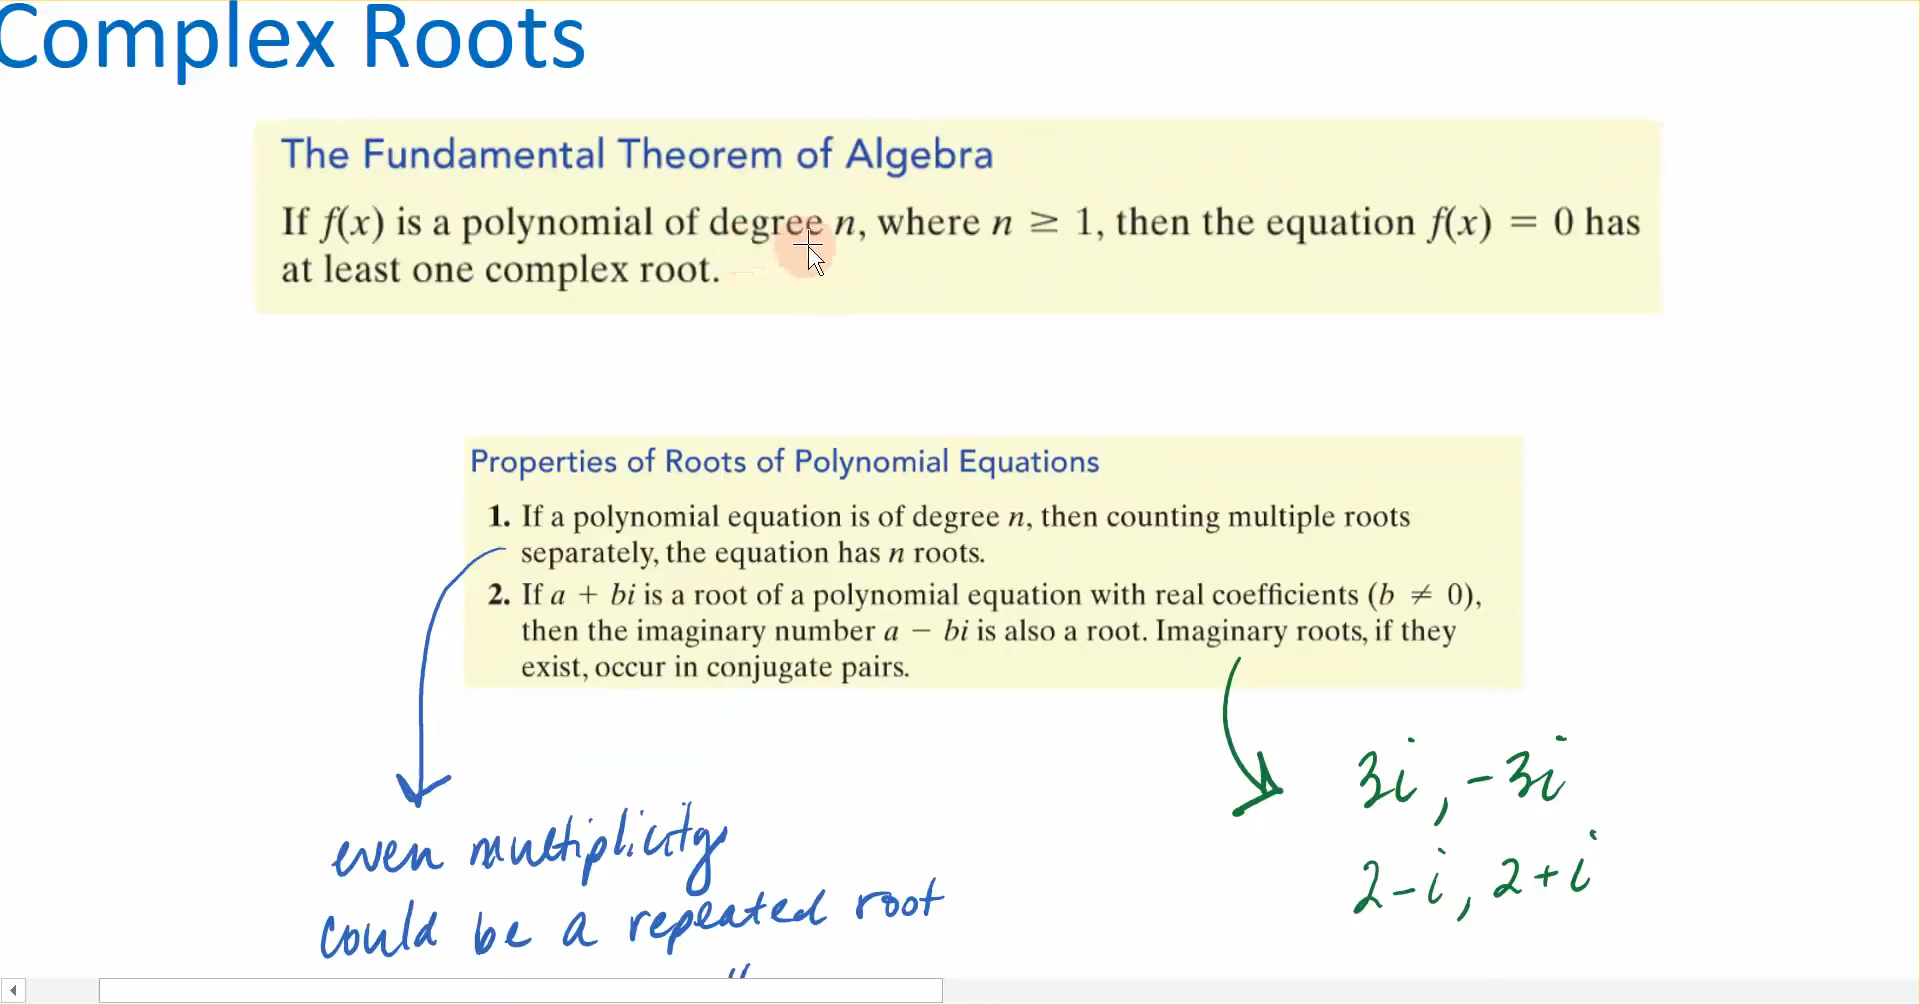 Complex Roots
The Fundamental Theorem of Algebra
If f(x) is a polynomial of degree n, where n ≥ 1, then the equation f(x) = 0 has
at least one complex root.
Properties of Roots of Polynomial Equations
1. If a polynomial equation is of degree n, then counting multiple roots
separately, the equation has n roots.
2. If a + bi is a root of a polynomial equation with real coefficients (b ≠ 0),
then the imaginary number a − bi is also a root. Imaginary roots, if they
exist, occur in conjugate pairs.
3i, -3i
even multiplicity
2-i, 2+i
could be a repeated root